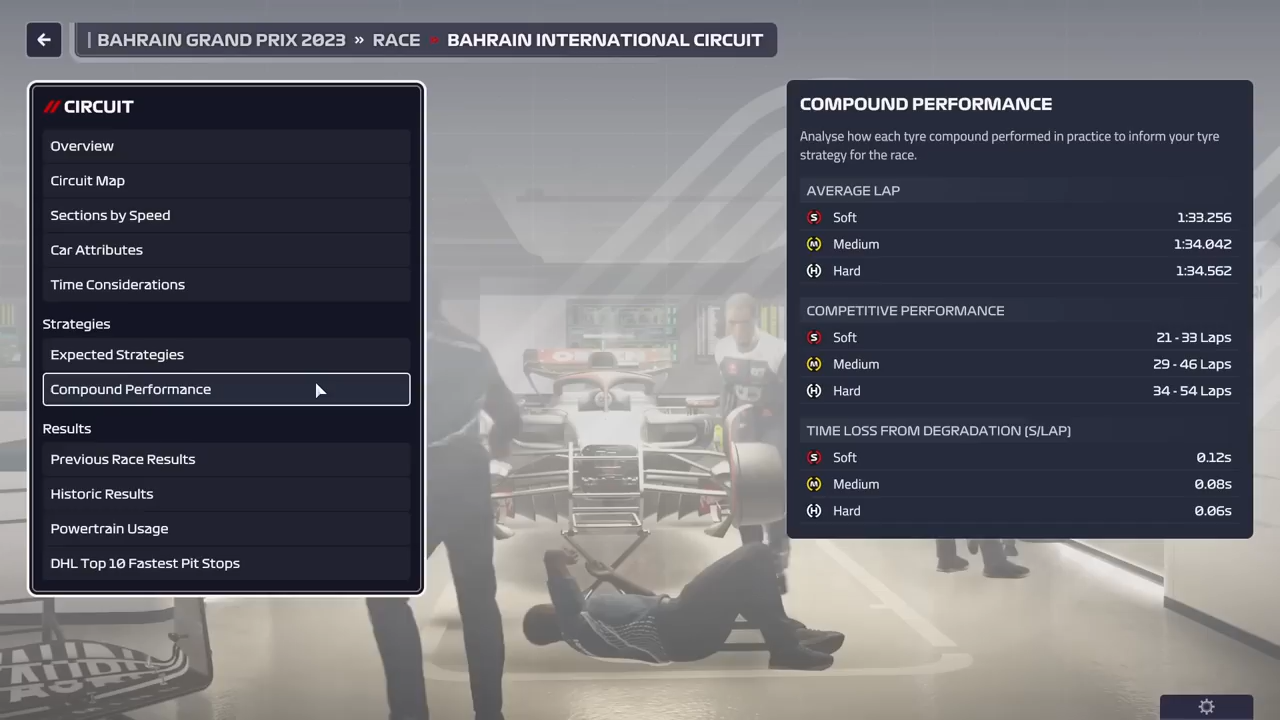 | BAHRAIN GRAND PRIX 2023 » RACE BAHRAIN INTERNATIONAL CIRCUIT
CIRCUIT
Overview
Circuit Map
Sections by Speed
Car Attributes
Time Considerations
Strategies
Expected Strategies
Compound Performance
Results
Previous Race Results
Historic Results
Powertrain Usage
DHL Top 10 Fastest Pit Stops
COMPOUND PERFORMANCE
Analyse how each tyre compound performed in practice to inform your tyre
strategy for the race.
AVERAGE LAP
S Soft 1:33.256
M Medium 1:34.042
H Hard 1:34.562
COMPETITIVE PERFORMANCE
S Soft 21 - 33 Laps
M Medium 29 - 46 Laps
H Hard 34 - 54 Laps
TIME LOSS FROM DEGRADATION (S/LAP)
S Soft 0.12s
M Medium 0.08s
H Hard 0.06s